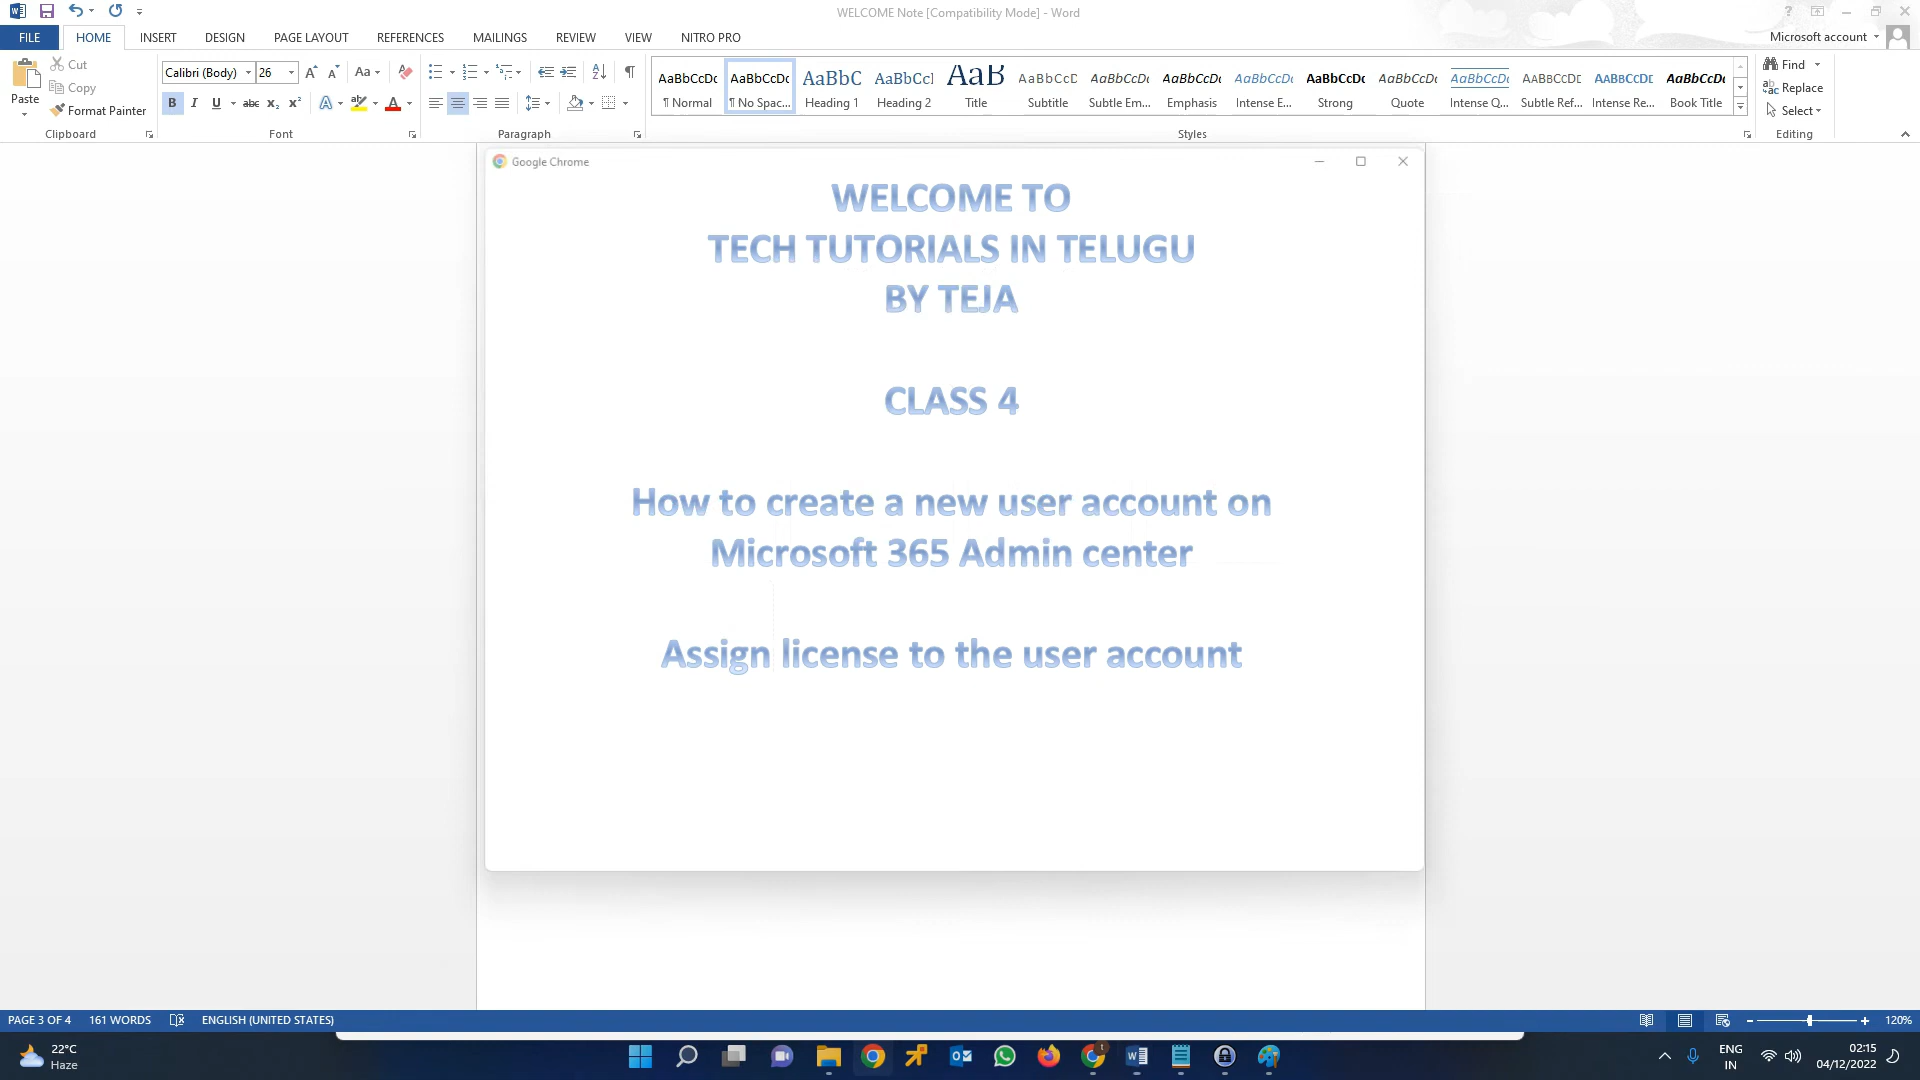 WELCOME Note [Compatibility Mode] - Word
FILE HOME INSERT DESIGN PAGE LAYOUT REFERENCES MAILINGS REVIEW VIEW NITRO PRO
Microsoft account
Paste
Cut
Copy
Format Painter
Clipboard
Calibri (Body) 26
Font
Paragraph
AaBbCcDc AaBbCcDc AaBbC AaBbCcI AaB AaBbCcD AaBbCcDc AaBbCcDc AaBbCcDc AaBbCcDc AaBbCcDc AaBbCcDc AABBCCDE AABBCCDE AaBbCcDc
¶ Normal ¶ No Spac... Heading 1 Heading 2 Title Subtitle Subtle Em... Emphasis Intense E... Strong Quote Intense Q... Subtle Ref... Intense Re... Book Title
Styles
Find
Replace
Select
Editing
Google Chrome
WELCOME TO
TECH TUTORIALS IN TELUGU
BY TEJA
CLASS 4
How to create a new user account on
Microsoft 365 Admin center
Assign license to the user account
PAGE 3 OF 4 161 WORDS ENGLISH (UNITED STATES)
120%
22°C
Haze
ENG
IN
02:15
04/12/2022